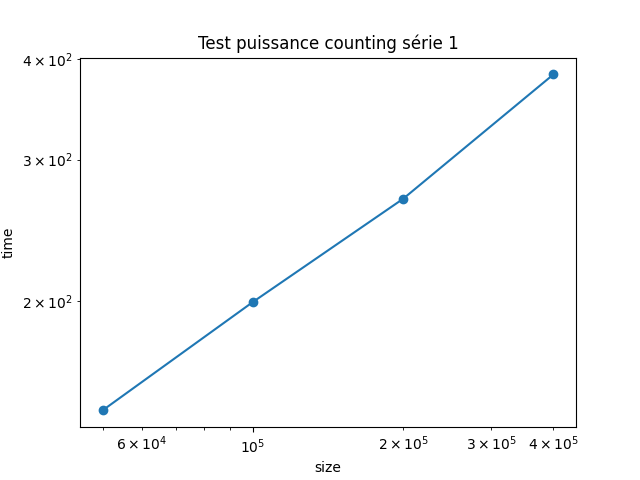 Test puissance counting série 1
4 × 10²
3 × 10²
2 × 10²
time
6 × 10⁴
10⁵
2 × 10⁵
3 × 10⁵
4 × 10⁵
size